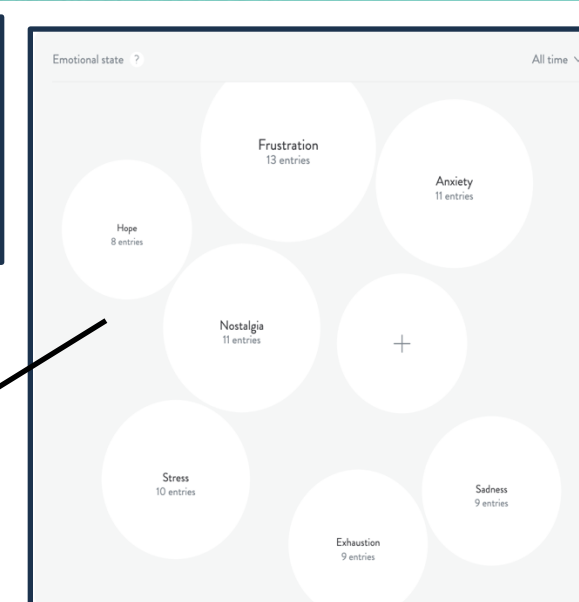 Emotional state ?
All time
Frustration
13 entries
Anxiety
11 entries
Hope
8 entries
Nostalgia
11 entries
+
Stress
10 entries
Sadness
9 entries
Exhaustion
9 entries